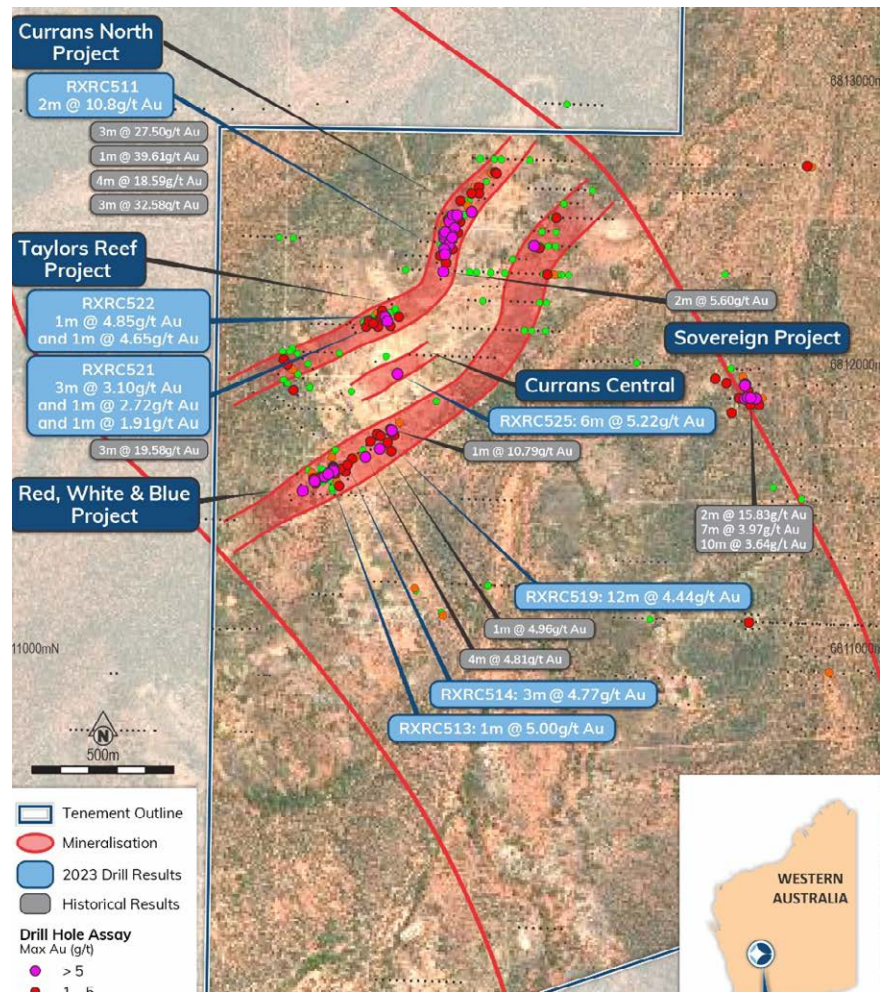 Currans North
Project
RXRC511
2m @ 10.8g/t Au
3m @ 27.50g/t Au
1m @ 39.61g/t Au
4m @ 18.59g/t Au
3m @ 32.58g/t Au
6813000m
Taylors Reef
Project
RXRC522
1m @ 4.85g/t Au
and 1m @ 4.65g/t Au
RXRC521
3m @ 3.10g/t Au
and 1m @ 2.72g/t Au
and 1m @ 1.91g/t Au
3m @ 19.58g/t Au
2m @ 5.60g/t Au
Sovereign Project
6812000m
Currans Central
RXRC525: 6m @ 5.22g/t Au
1m @ 10.79g/t Au
Red, White & Blue
Project
2m @ 15.83g/t Au
7m @ 3.97g/t Au
10m @ 3.64g/t Au
RXRC519: 12m @ 4.44g/t Au
1m @ 4.96g/t Au
11000mN
6811000m
4m @ 4.81g/t Au
RXRC514: 3m @ 4.77g/t Au
RXRC513: 1m @ 5.00g/t Au
N
500m
Tenement Outline
Mineralisation
2023 Drill Results
Historical Results
Drill Hole Assay
Max Au (g/t)
> 5
WESTERN
AUSTRALIA